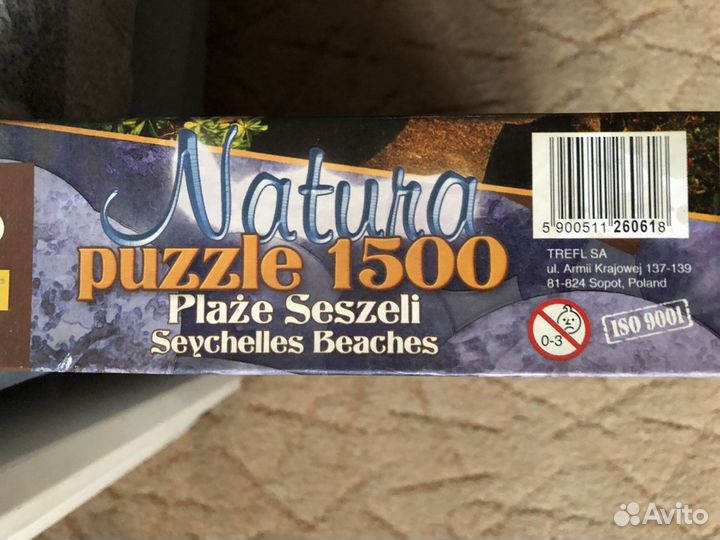 Natura
puzzle 1500
Plaże Seszeli
Seychelles Beaches
5 900511 260618
TREFL SA
ul. Armii Krajowej 137-139
81-824 Sopot, Poland
0-3
ISO 9001
Avito